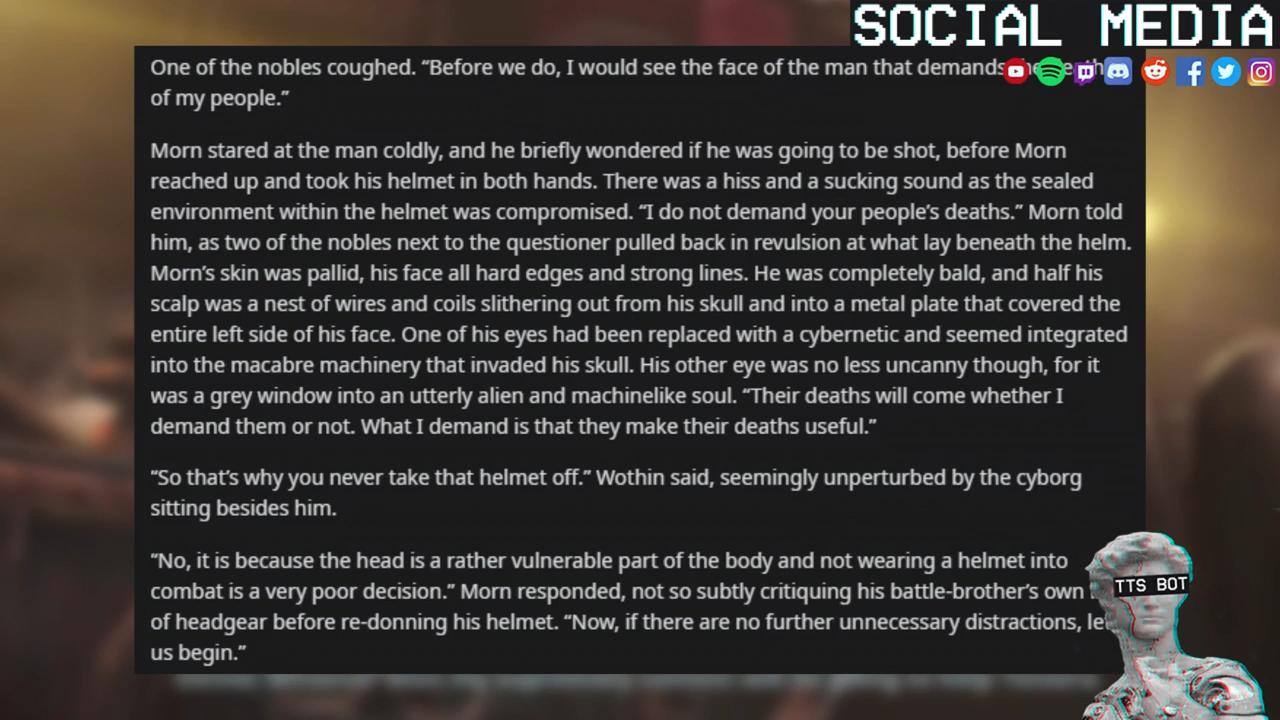 SOCIAL MEDIA
One of the nobles coughed. “Before we do, I would see the face of the man that demands
of my people.”
Morn stared at the man coldly, and he briefly wondered if he was going to be shot, before Morn
reached up and took his helmet in both hands. There was a hiss and a sucking sound as the sealed
environment within the helmet was compromised. “I do not demand your people’s deaths.” Morn told
him, as two of the nobles next to the questioner pulled back in revulsion at what lay beneath the helm.
Morn’s skin was pallid, his face all hard edges and strong lines. He was completely bald, and half his
scalp was a nest of wires and coils slithering out from his skull and into a metal plate that covered the
entire left side of his face. One of his eyes had been replaced with a cybernetic and seemed integrated
into the macabre machinery that invaded his skull. His other eye was no less uncanny though, for it
was a grey window into an utterly alien and machinelike soul. “Their deaths will come whether I
demand them or not. What I demand is that they make their deaths useful.”
“So that’s why you never take that helmet off.” Wothin said, seemingly unperturbed by the cyborg
sitting besides him.
“No, it is because the head is a rather vulnerable part of the body and not wearing a helmet into
combat is a very poor decision.” Morn responded, not so subtly critiquing his battle-brother’s own
of headgear before re-donning his helmet. “Now, if there are no further unnecessary distractions,
us begin.”
TTS BOT